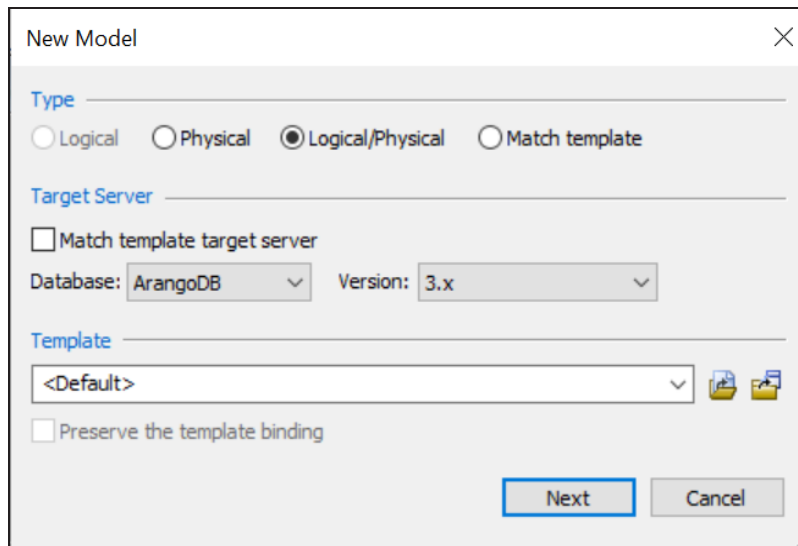 New Model
Type
Logical Physical Logical/Physical Match template
Target Server
Match template target server
Database: ArangoDB Version: 3.x
Template
<Default>
Preserve the template binding
Next Cancel